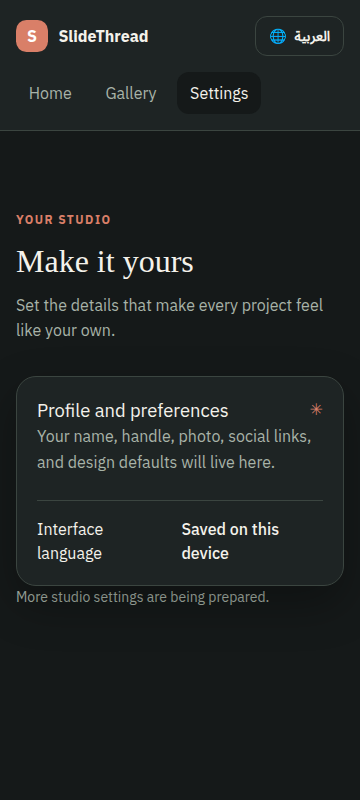 S SlideThread
🌐 العربية
Home Gallery Settings
YOUR STUDIO
Make it yours
Set the details that make every project feel
like your own.
Profile and preferences
Your name, handle, photo, social links,
and design defaults will live here.
Interface
language
Saved on this
device
More studio settings are being prepared.